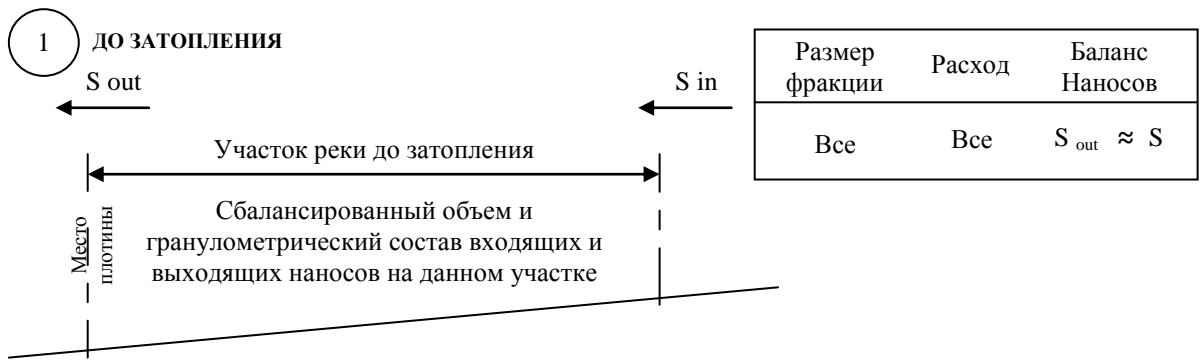 1 ДО ЗАТОПЛЕНИЯ
S out
S in
Участок реки до затопления
Место
плотины
Сбалансированный объем и
гранулометрический состав входящих и
выходящих наносов на данном участке
Размер
фракции
Расход
Баланс
Наносов
Все
Все
S out ≈ S